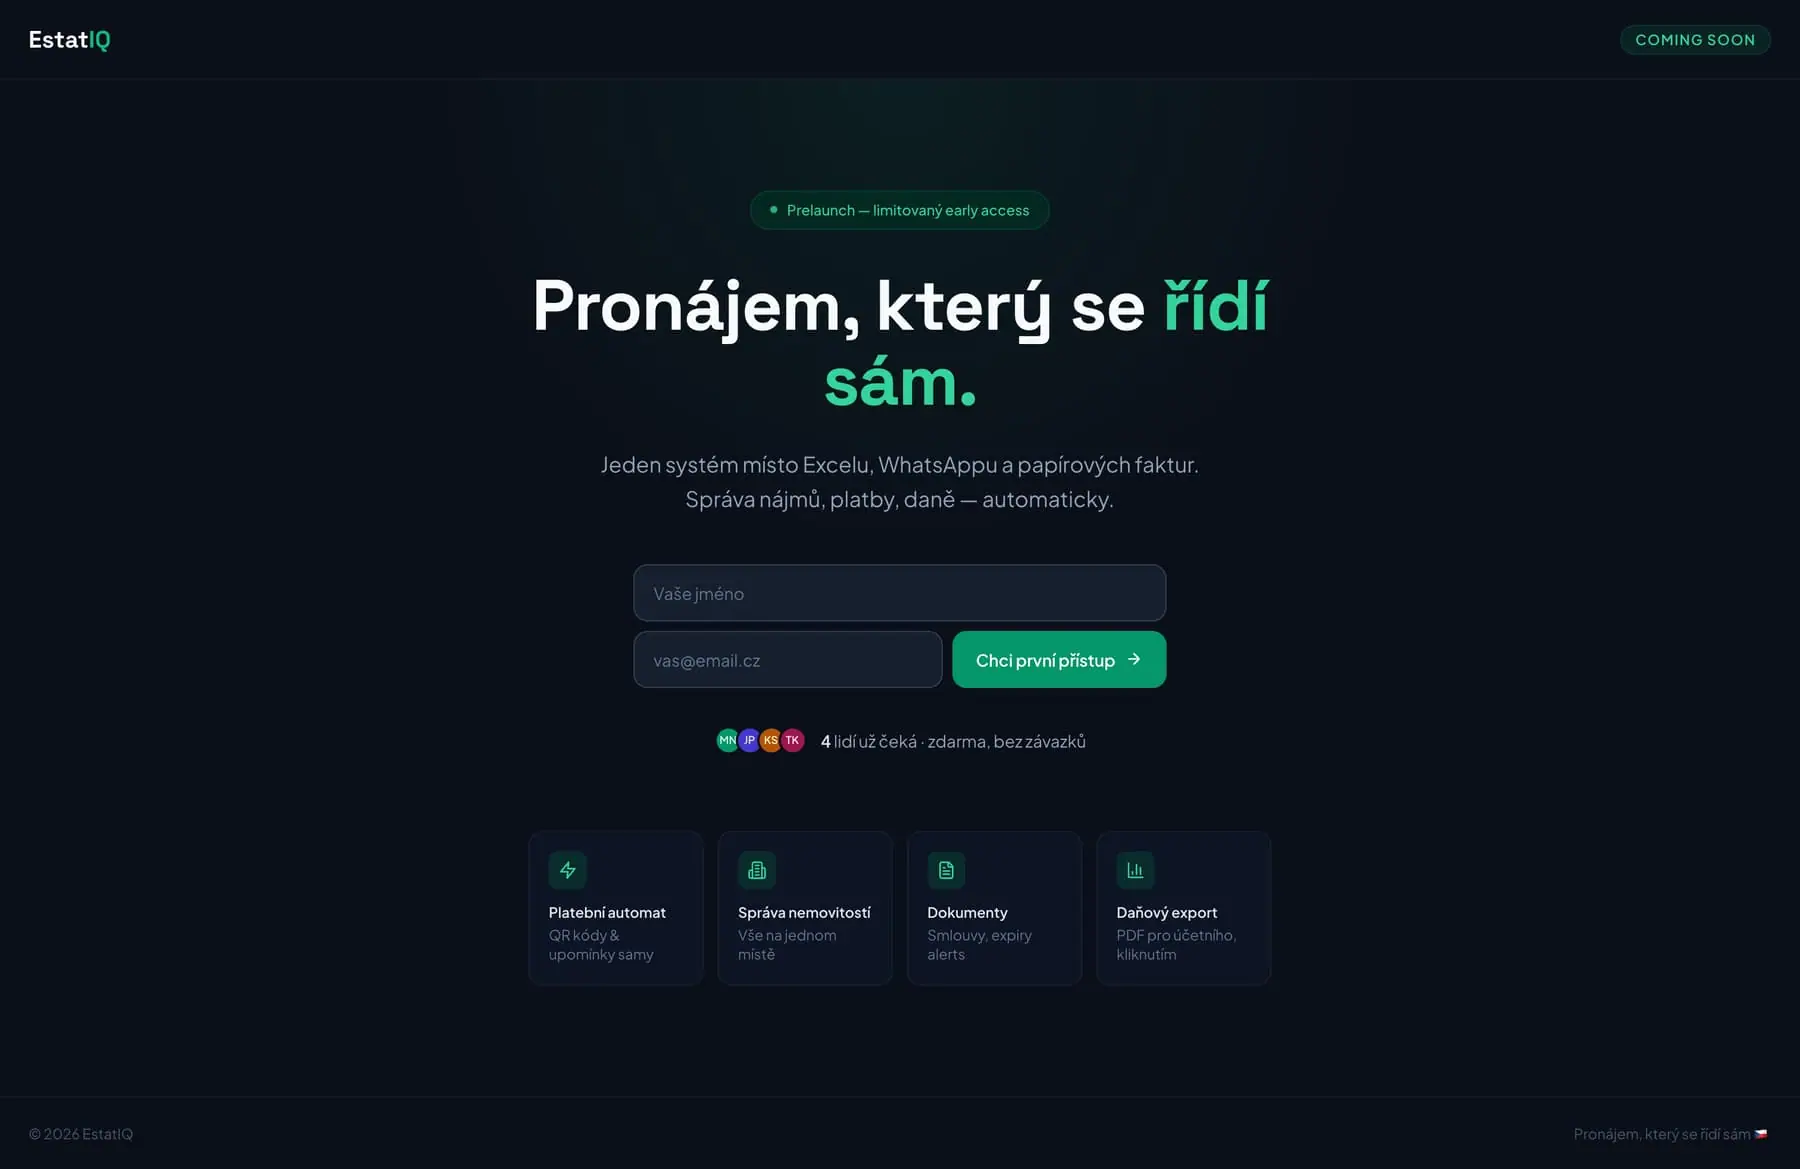 EstatIQ
COMING SOON
Prelaunch — limitovaný early access
Pronájem, který se řídí
sám.
Jeden systém místo Excelu, WhatsAppu a papírových faktur.
Správa nájmů, platby, daně — automaticky.
Vaše jméno
vas@email.cz
Chci první přístup →
MN JP KS TK
4 lidí už čeká · zdarma, bez závazků
Platební automat
QR kódy &
upomínky samy
Správa nemovitostí
Vše na jednom
místě
Dokumenty
Smlouvy, expiry
alerts
Daňový export
PDF pro účetního,
kliknutím
© 2026 EstatIQ
Pronájem, který se řídí sám 🇨🇿